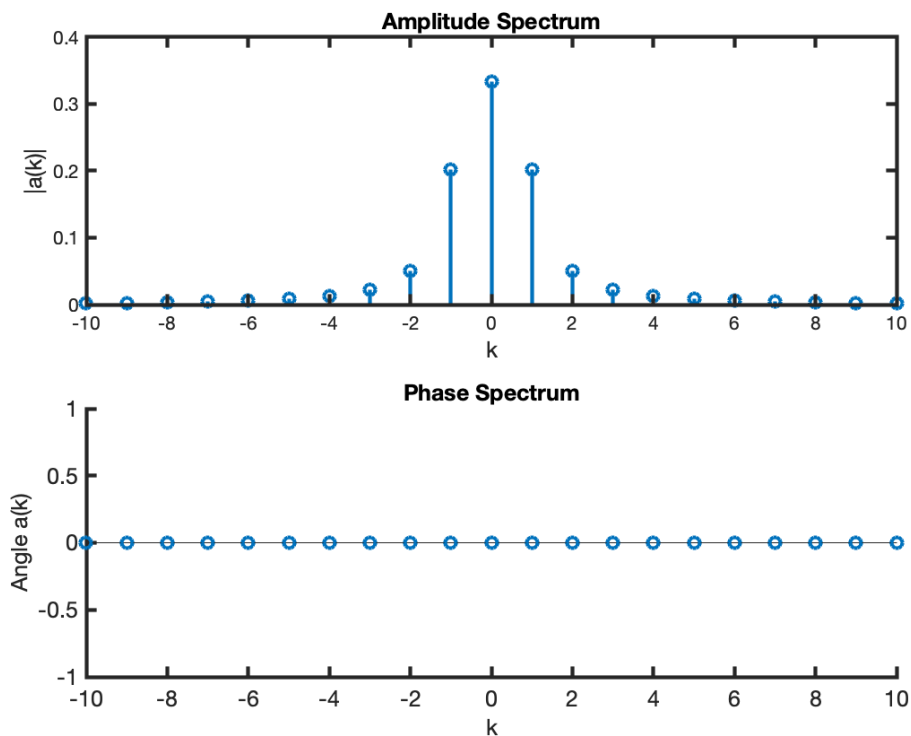 Amplitude Spectrum
0.4
0.3
0.2
0.1
0
|a(k)|
-10 -8 -6 -4 -2 0 2 4 6 8 10
k
Phase Spectrum
1
0.5
0
-0.5
-1
Angle a(k)
-10 -8 -6 -4 -2 0 2 4 6 8 10
k